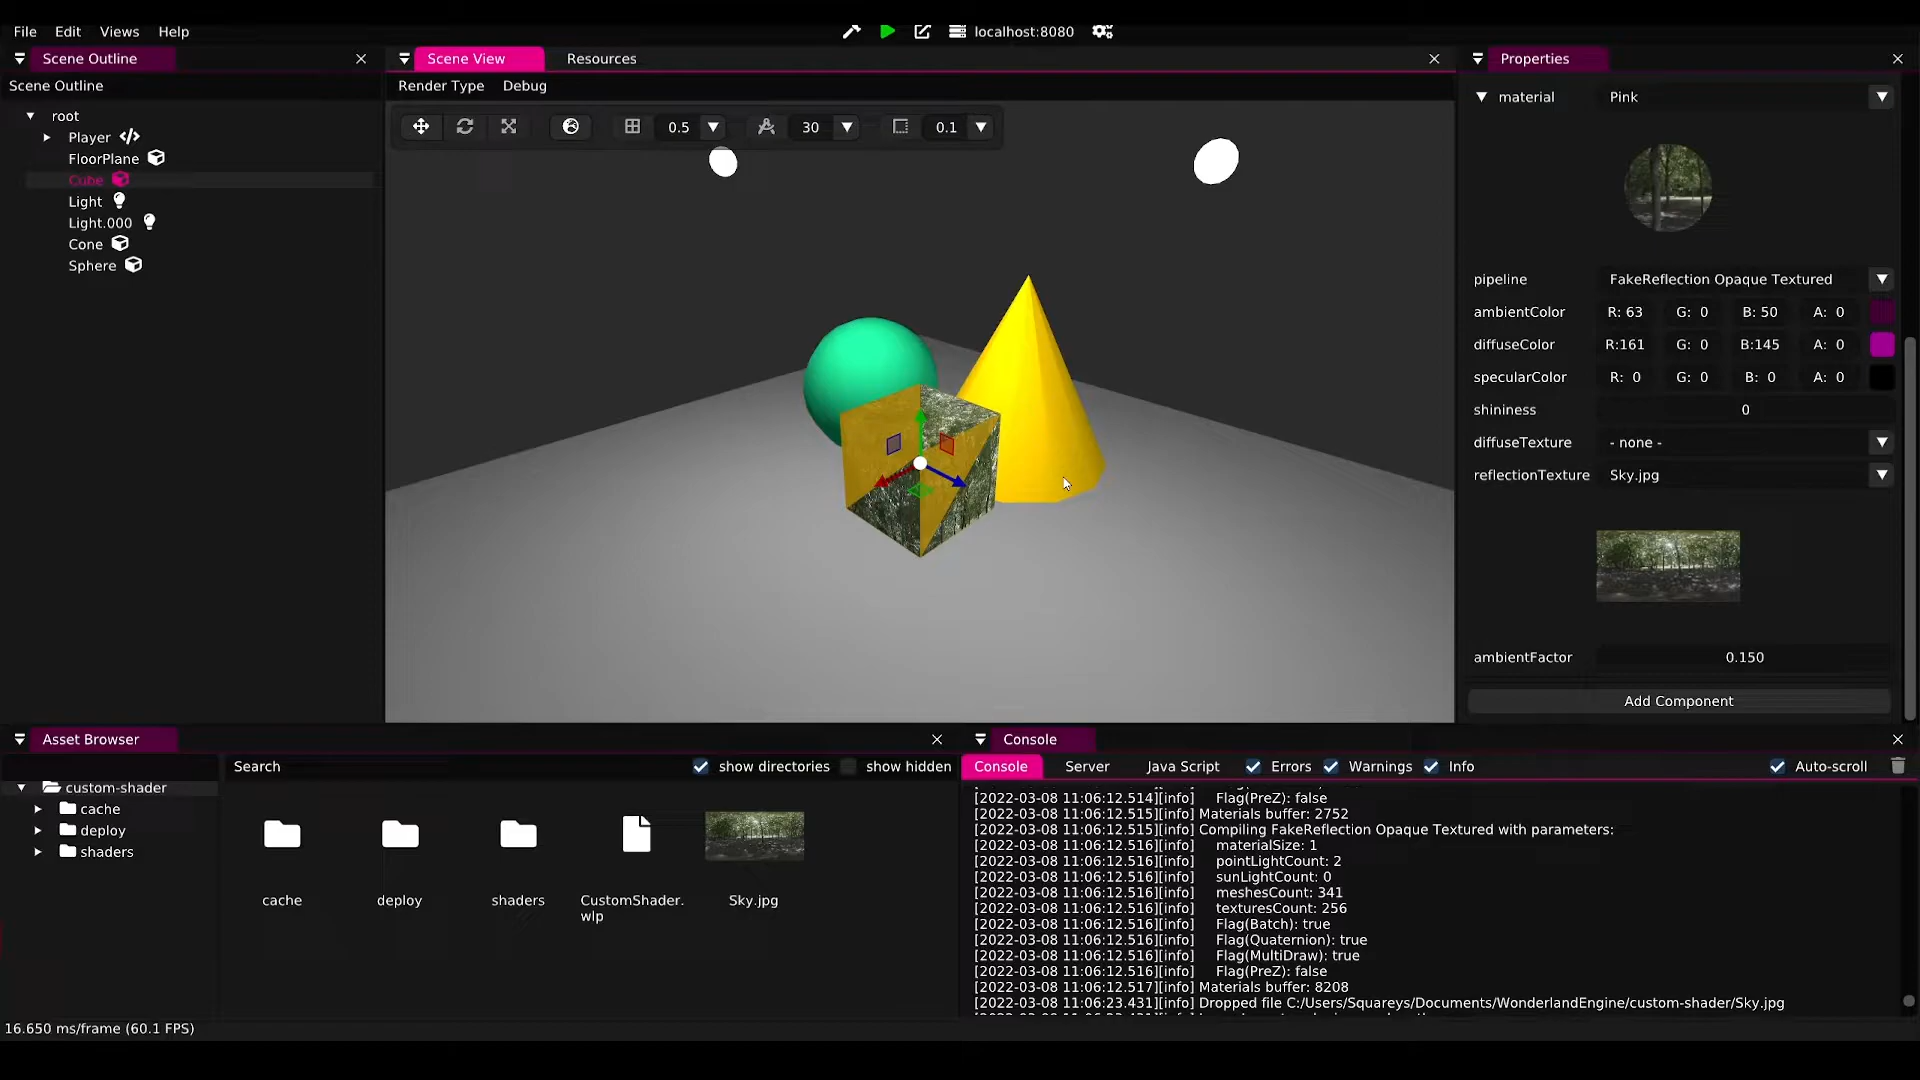 File Edit Views Help
localhost:8080
Scene Outline
Scene View Resources
Properties
Scene Outline
Render Type Debug
root
Player
FloorPlane
Cube
Light
Light.000
Cone
Sphere
0.5 30 0.1
material Pink
pipeline FakeReflection Opaque Textured
ambientColor R: 63 G: 0 B: 50 A: 0
diffuseColor R:161 G: 0 B:145 A: 0
specularColor R: 0 G: 0 B: 0 A: 0
shininess 0
diffuseTexture - none -
reflectionTexture Sky.jpg
ambientFactor 0.150
Add Component
Asset Browser
Search show directories show hidden
custom-shader
cache
deploy
shaders
cache deploy shaders CustomShader. Sky.jpg
wlp
Console
Console Server Java Script Errors Warnings Info Auto-scroll
[2022-03-08 11:06:12.514][info] Flag(PreZ): false
[2022-03-08 11:06:12.515][info] Materials buffer: 2752
[2022-03-08 11:06:12.515][info] Compiling FakeReflection Opaque Textured with parameters:
[2022-03-08 11:06:12.516][info] materialSize: 1
[2022-03-08 11:06:12.516][info] pointLightCount: 2
[2022-03-08 11:06:12.516][info] sunLightCount: 0
[2022-03-08 11:06:12.516][info] meshesCount: 341
[2022-03-08 11:06:12.516][info] texturesCount: 256
[2022-03-08 11:06:12.516][info] Flag(Batch): true
[2022-03-08 11:06:12.516][info] Flag(Quaternion): true
[2022-03-08 11:06:12.516][info] Flag(MultiDraw): true
[2022-03-08 11:06:12.516][info] Flag(PreZ): false
[2022-03-08 11:06:12.517][info] Materials buffer: 8208
[2022-03-08 11:06:23.431][info] Dropped file C:/Users/Squareys/Documents/WonderlandEngine/custom-shader/Sky.jpg
16.650 ms/frame (60.1 FPS)